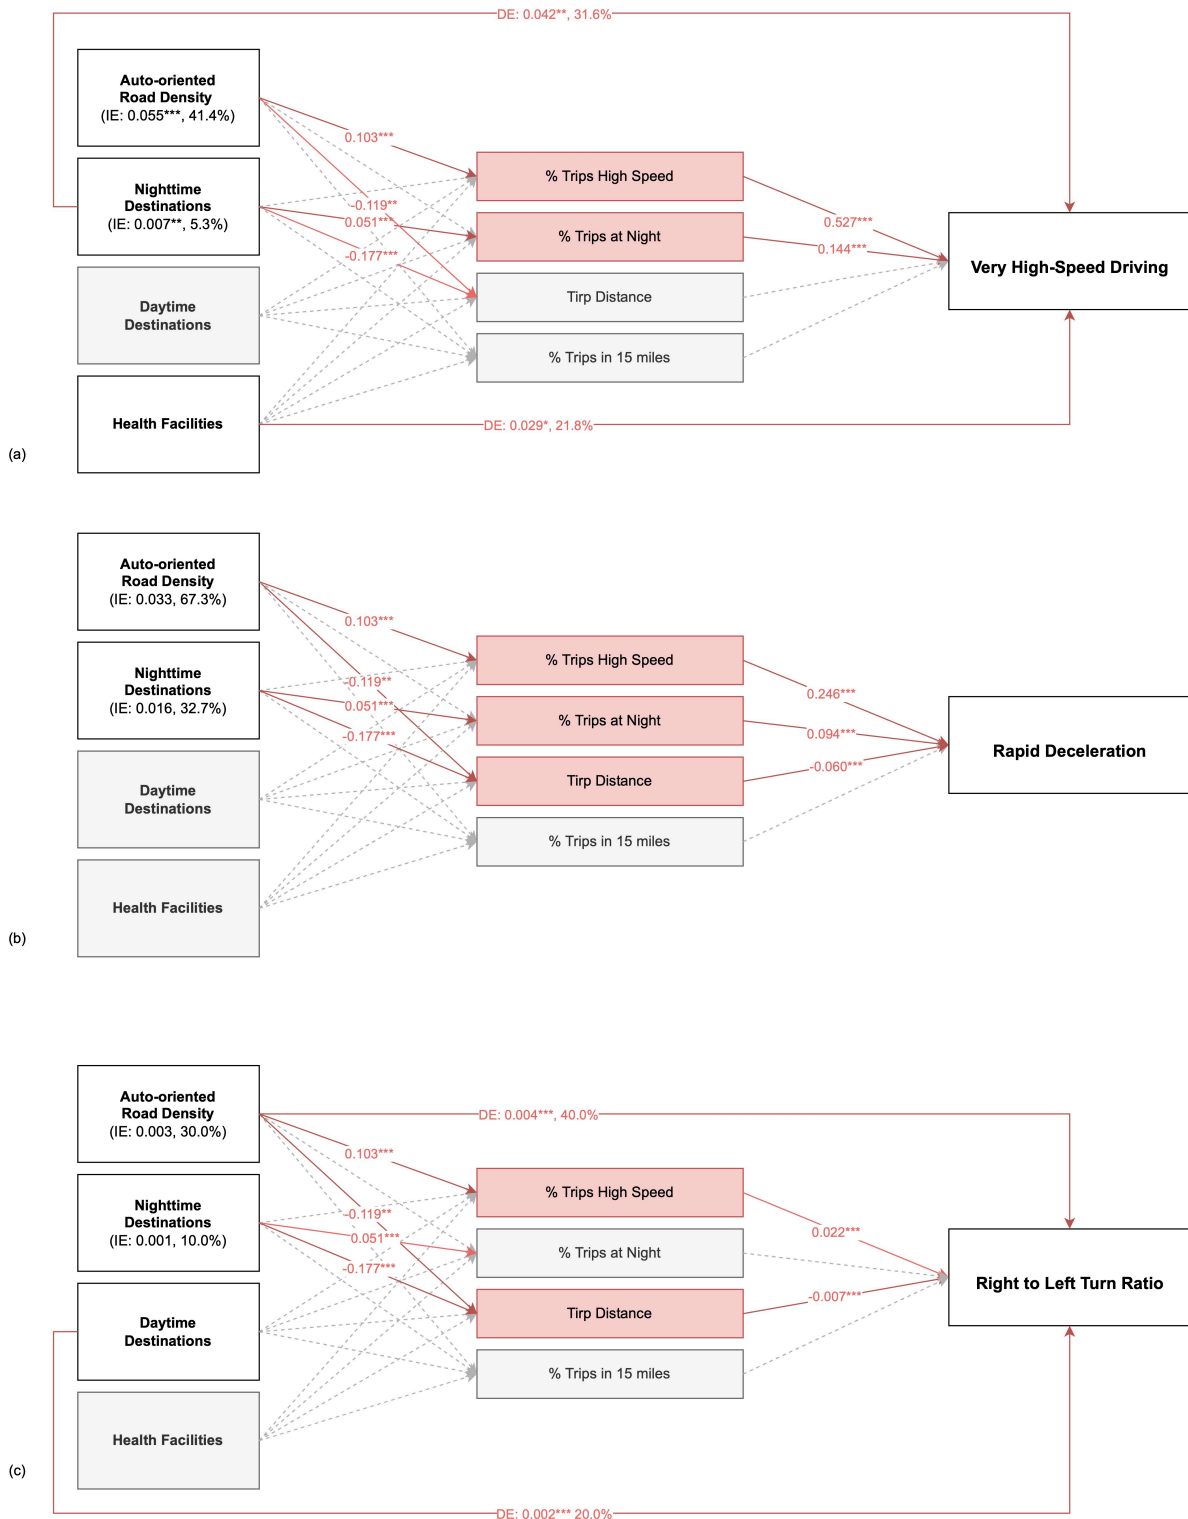 DE: 0.042**, 31.6%
Auto-oriented
Road Density
(IE: 0.055***, 41.4%)
0.103***
Nighttime
Destinations
(IE: 0.007**, 5.3%)
-0.119**
0.051***
-0.177***
Daytime
Destinations
Health Facilities
% Trips High Speed
% Trips at Night
Tirp Distance
% Trips in 15 miles
0.527***
0.144***
Very High-Speed Driving
DE: 0.029*, 21.8%
(a)
Auto-oriented
Road Density
(IE: 0.033, 67.3%)
0.103***
Nighttime
Destinations
(IE: 0.016, 32.7%)
-0.119**
0.051***
-0.177***
Daytime
Destinations
Health Facilities
% Trips High Speed
% Trips at Night
Tirp Distance
% Trips in 15 miles
0.246***
0.094***
-0.060***
Rapid Deceleration
(b)
Auto-oriented
Road Density
(IE: 0.003, 30.0%)
DE: 0.004***, 40.0%
0.103***
Nighttime
Destinations
(IE: 0.001, 10.0%)
-0.119**
0.051***
-0.177***
Daytime
Destinations
Health Facilities
% Trips High Speed
% Trips at Night
Tirp Distance
% Trips in 15 miles
0.022***
-0.007***
Right to Left Turn Ratio
(c)
DE: 0.002*** 20.0%